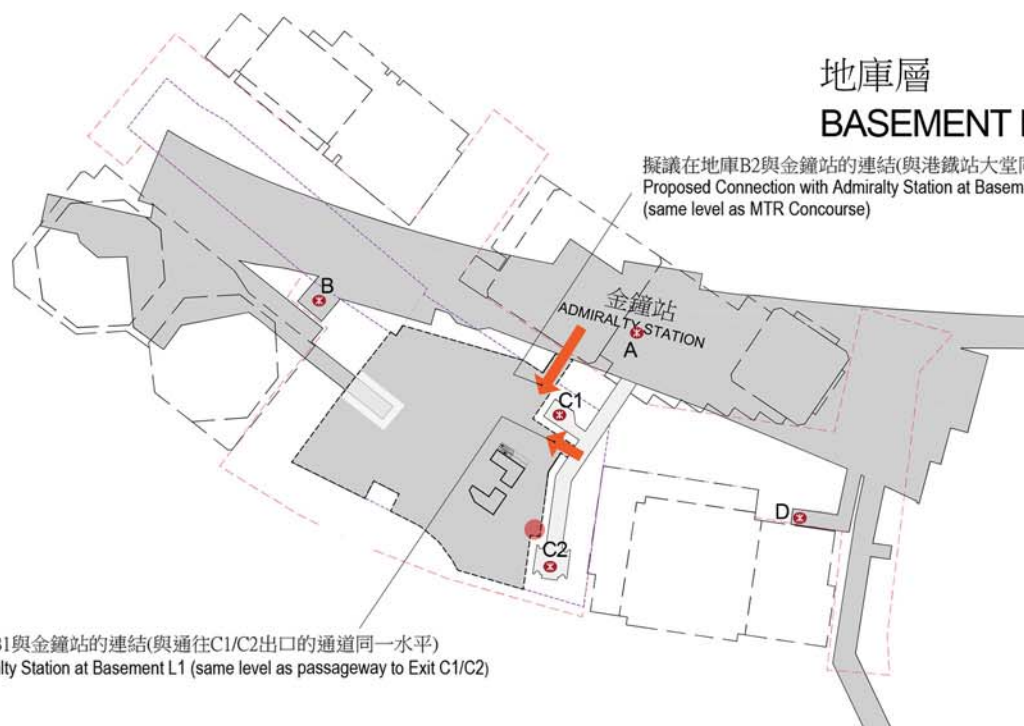 地庫層
BASEMENT
擬議在地庫B2與金鐘站的連結(與港鐵站大堂同
Proposed Connection with Admiralty Station at Basem
(same level as MTR Concourse)
B
金鐘站
ADMIRALTY STATION
A
C1
D
C2
31與金鐘站的連結(與通往C1/C2出口的通道同一水平)
lty Station at Basement L1 (same level as passageway to Exit C1/C2)